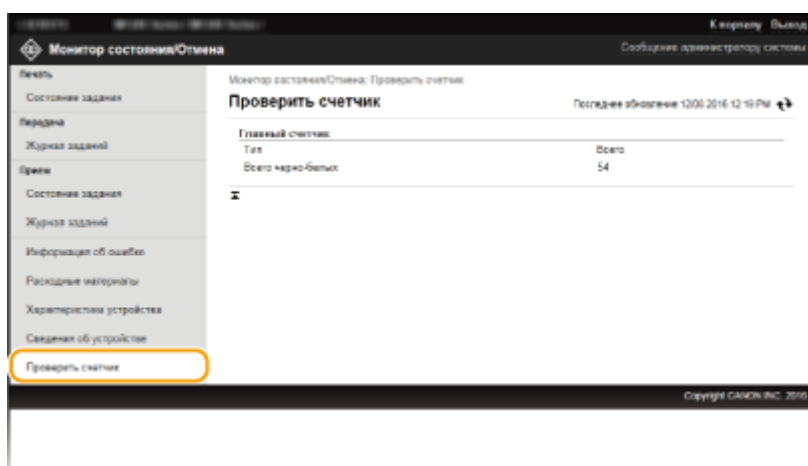 К порталу Выход
Монитор состояния/Отмена
Сообщение администратору системы
Печать
Состояние задания
Передача
Журнал заданий
Прием
Состояние задания
Журнал заданий
Информация об ошибке
Расходные материалы
Характеристики устройства
Сведения об устройстве
Проверить счетчик
Монитор состояния/Отмена: Проверить счетчик
Проверить счетчик
Последнее обновление: 12/08 2016 12:19 PM
Главный счетчик
Тип Всего
Всего черно-белых 54
Copyright CANON INC. 2016